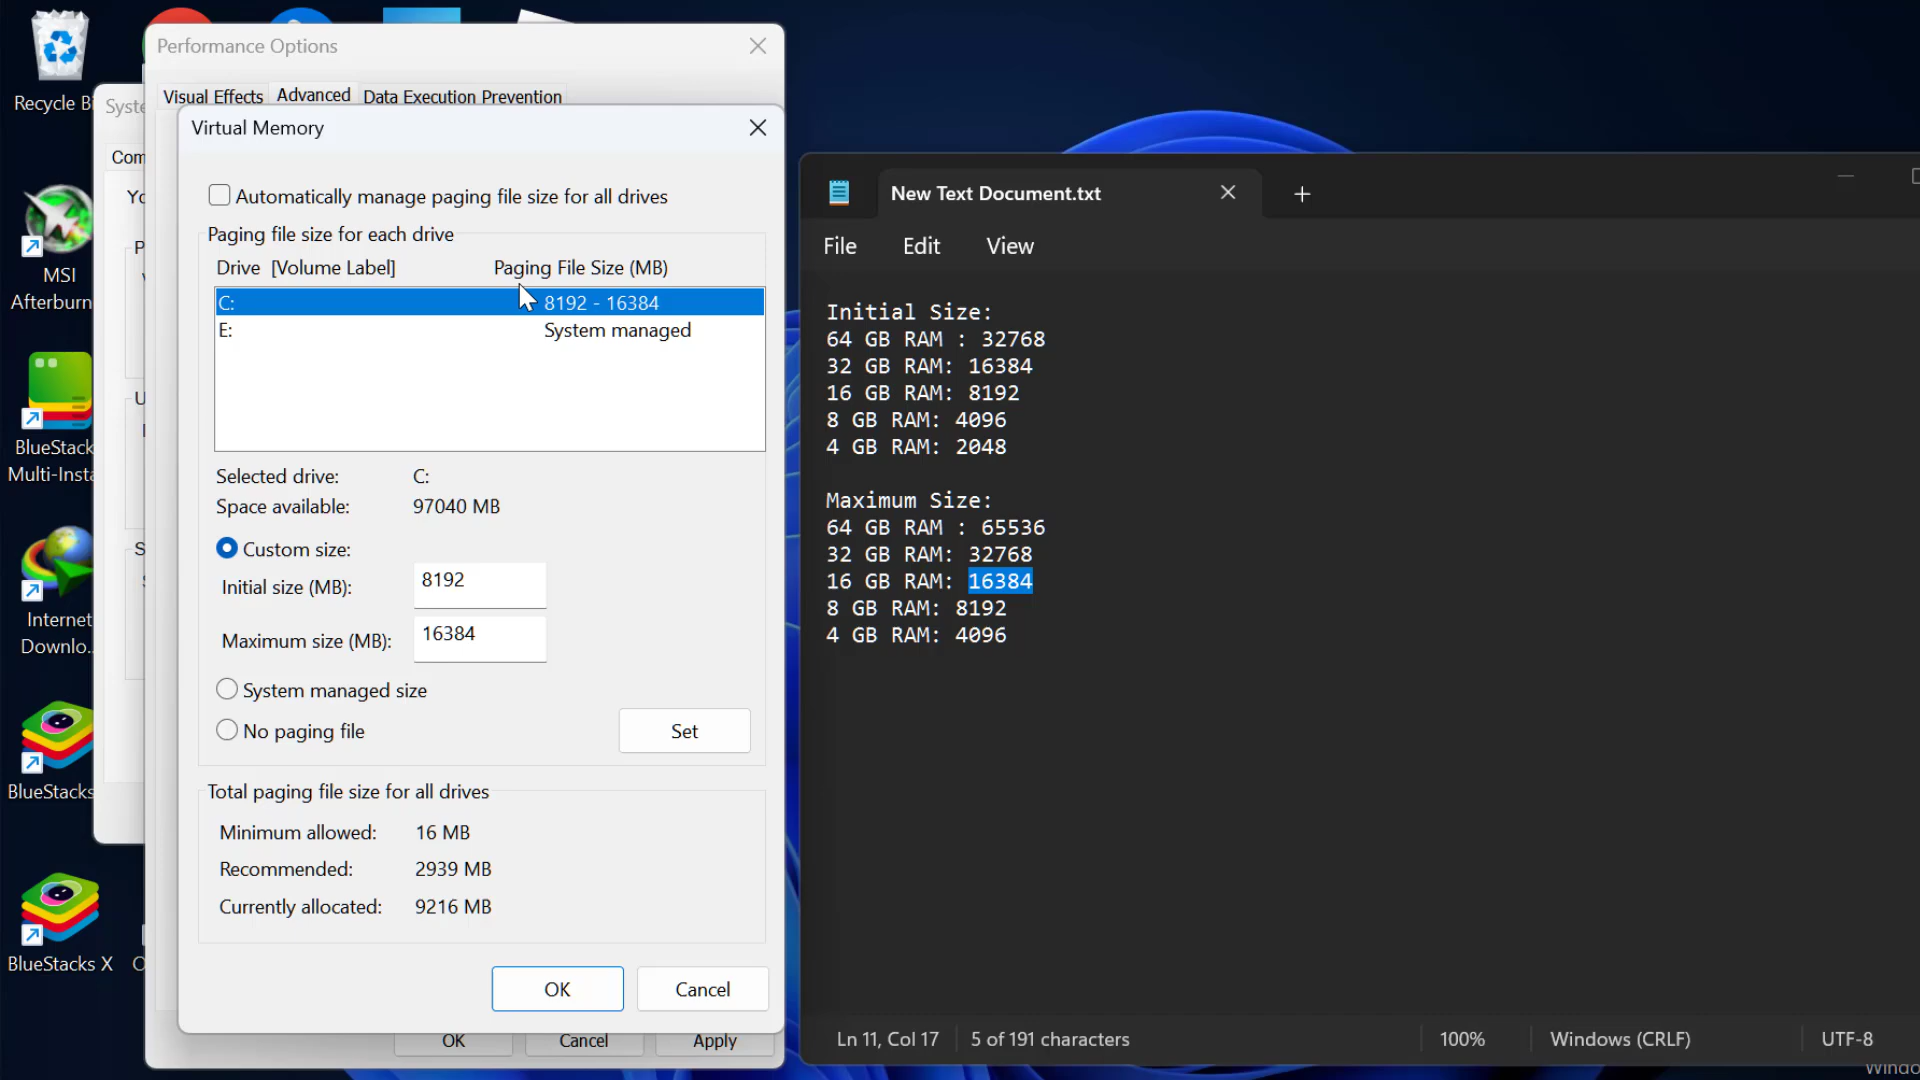 Recycle Bi
MSI
Afterburn
BlueStack
Multi-Insta
Internet
Downlo...
BlueStacks
BlueStacks X
Syste
Com
Yo
Performance Options
Visual Effects
Advanced
Data Execution Prevention
Virtual Memory
Automatically manage paging file size for all drives
Paging file size for each drive
Drive [Volume Label] Paging File Size (MB)
C: 8192 - 16384
E: System managed
Selected drive: C:
Space available: 97040 MB
Custom size:
Initial size (MB): 8192
Maximum size (MB): 16384
System managed size
No paging file
Set
Total paging file size for all drives
Minimum allowed: 16 MB
Recommended: 2939 MB
Currently allocated: 9216 MB
OK Cancel
OK Cancel Apply
New Text Document.txt
File Edit View
Initial Size:
64 GB RAM : 32768
32 GB RAM: 16384
16 GB RAM: 8192
8 GB RAM: 4096
4 GB RAM: 2048
Maximum Size:
64 GB RAM : 65536
32 GB RAM: 32768
16 GB RAM: 16384
8 GB RAM: 8192
4 GB RAM: 4096
Ln 11, Col 17 5 of 191 characters 100% Windows (CRLF) UTF-8
Windo